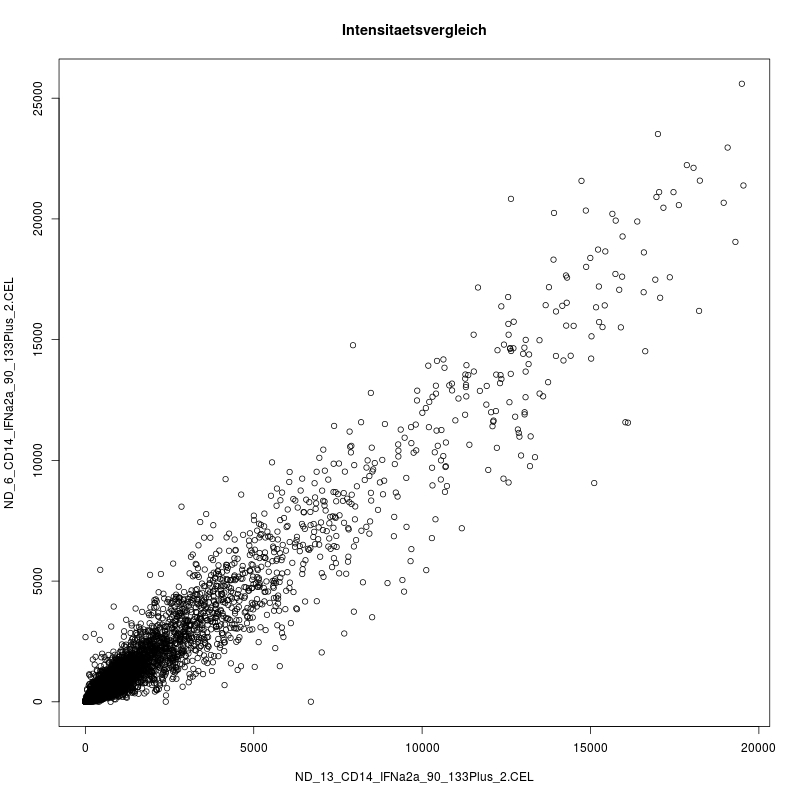 Intensitaetsvergleich
25000
20000
15000
10000
5000
0
ND_6_CD14_IFNa2a_90_133Plus_2.CEL
0 5000 10000 15000 20000
ND_13_CD14_IFNa2a_90_133Plus_2.CEL